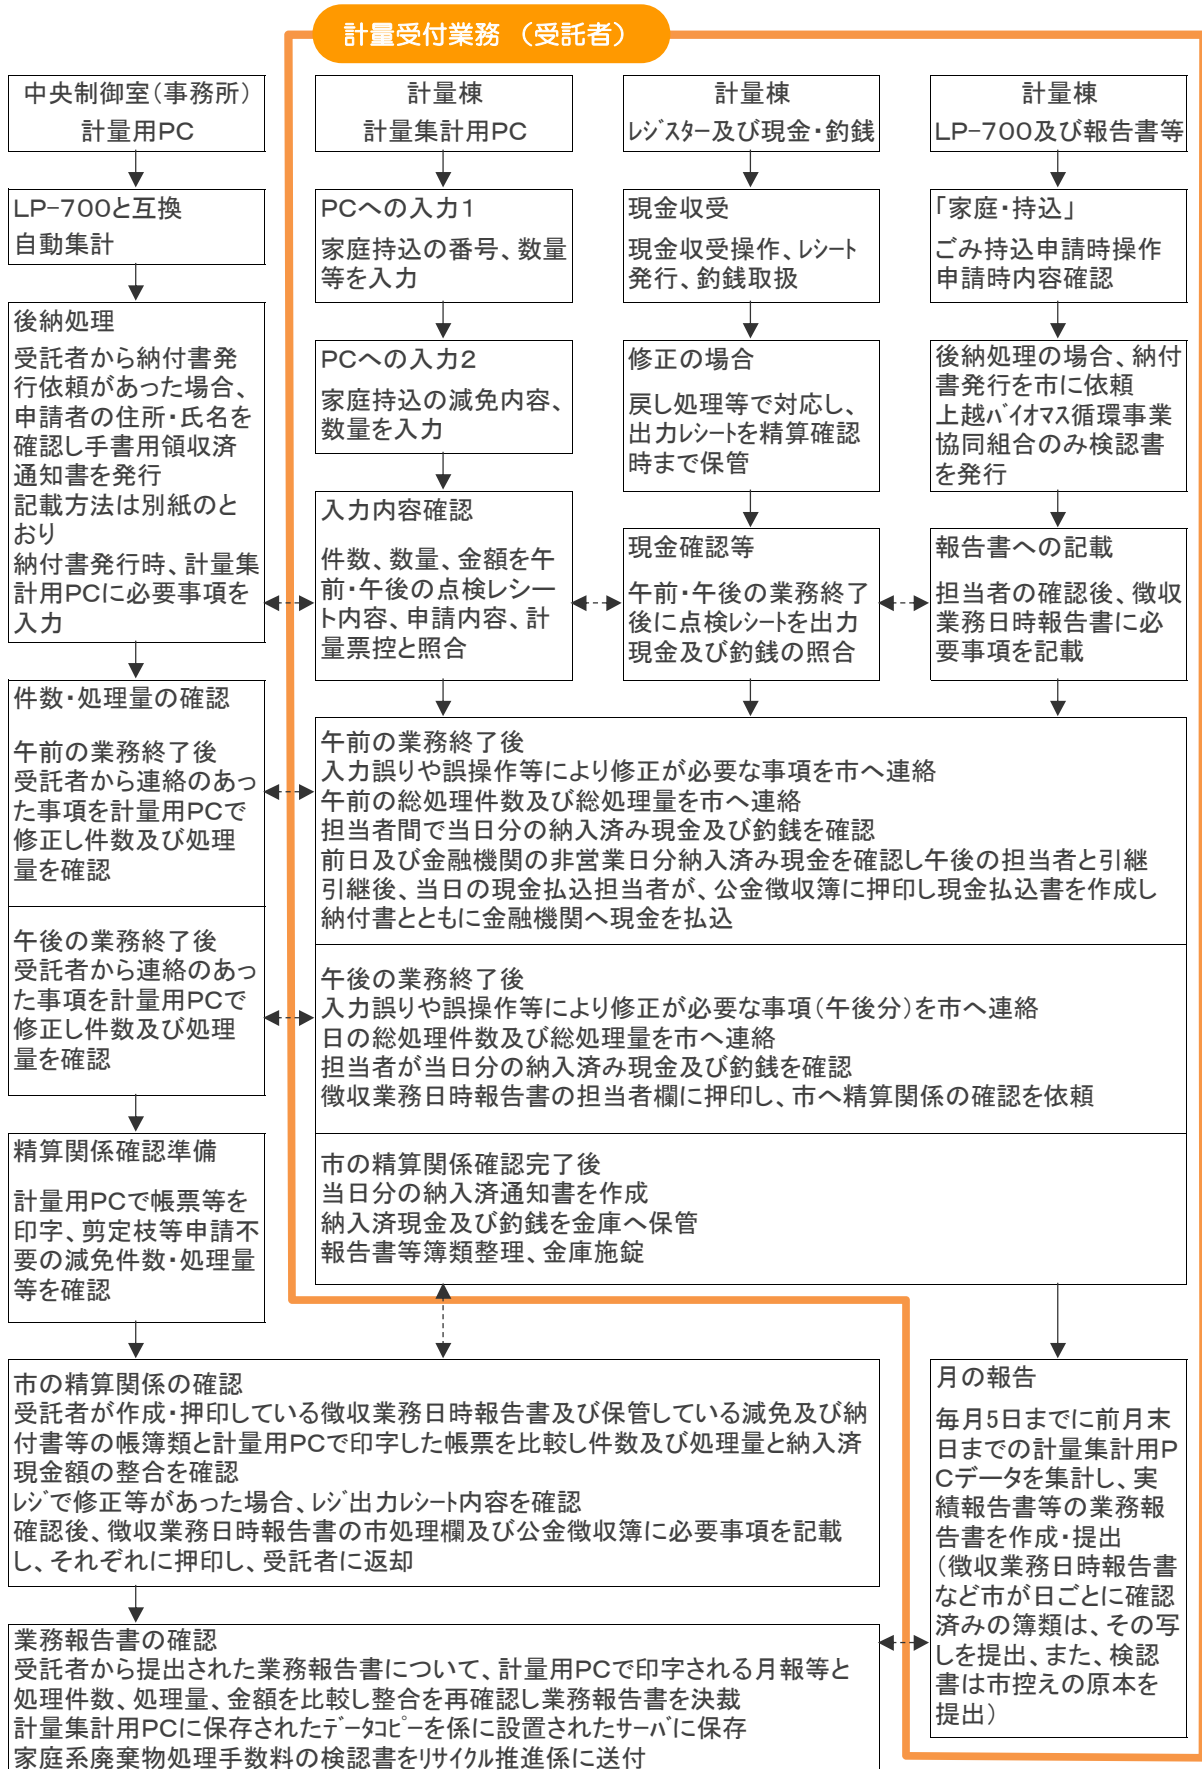 計量受付業務 （受託者）
中央制御室(事務所)
計量用PC
計量棟
計量集計用PC
計量棟
ﾚｼﾞｽﾀｰ及び現金・釣銭
計量棟
LP-700及び報告書等
LP-700と互換
自動集計
後納処理
受託者から納付書発
行依頼があった場合、
申請者の住所・氏名を
確認し手書用領収済
通知書を発行
記載方法は別紙のと
おり
納付書発行時、計量集
計用PCに必要事項を
入力
件数・処理量の確認
午前の業務終了後
受託者から連絡のあっ
た事項を計量用PCで
修正し件数及び処理
量を確認
午後の業務終了後
受託者から連絡のあっ
た事項を計量用PCで
修正し件数及び処理
量を確認
精算関係確認準備
計量用PCで帳票等を
印字、剪定枝等申請不
要の減免件数・処理量
等を確認
PCへの入力1
家庭持込の番号、数量
等を入力
PCへの入力2
家庭持込の減免内容、
数量を入力
入力内容確認
件数、数量、金額を午
前・午後の点検レシー
ト内容、申請内容、計
量票控と照合
現金収受
現金収受操作、ﾚｼｰﾄ
発行、釣銭取扱
修正の場合
戻し処理等で対応し、
出力ﾚｼｰﾄを精算確認
時まで保管
現金確認等
午前・午後の業務終了
後に点検ﾚｼｰﾄを出力
現金及び釣銭の照合
「家庭・持込」
ごみ持込申請時操作
申請時内容確認
後納処理の場合、納付
書発行を市に依頼
上越ﾊﾞｲｵﾏｽ循環事業
協同組合のみ検認書
を発行
報告書への記載
担当者の確認後、徴収
業務日時報告書に必
要事項を記載
午前の業務終了後
入力誤りや誤操作等により修正が必要な事項を市へ連絡
午前の総処理件数及び総処理量を市へ連絡
担当者間で当日分の納入済み現金及び釣銭を確認
前日及び金融機関の非営業日分納入済み現金を確認し午後の担当者と引継
引継後、当日の現金払込担当者が、公金徴収簿に押印し現金払込書を作成し
納付書とともに金融機関へ現金を払込
午後の業務終了後
入力誤りや誤操作等により修正が必要な事項(午後分)を市へ連絡
日の総処理件数及び総処理量を市へ連絡
担当者が当日分の納入済み現金及び釣銭を確認
徴収業務日時報告書の担当者欄に押印し、市へ精算関係の確認を依頼
市の精算関係確認完了後
当日分の納入済通知書を作成
納入済現金及び釣銭を金庫へ保管
報告書等簿類整理、金庫施錠
市の精算関係の確認
受託者が作成・押印している徴収業務日時報告書及び保管している減免及び納
付書等の帳簿類と計量用PCで印字した帳票を比較し件数及び処理量と納入済
現金額の整合を確認
ﾚｼﾞで修正等があった場合、ﾚｼﾞ出力ﾚｼｰﾄ内容を確認
確認後、徴収業務日時報告書の市処理欄及び公金徴収簿に必要事項を記載
し、それぞれに押印し、受託者に返却
月の報告
毎月5日までに前月末
日までの計量集計用P
Cデータを集計し、実
績報告書等の業務報
告書を作成・提出
(徴収業務日時報告書
など市が日ごとに確認
済みの簿類は、その写
しを提出、また、検認
書は市控えの原本を
提出)
業務報告書の確認
受託者から提出された業務報告書について、計量用PCで印字される月報等と
処理件数、処理量、金額を比較し整合を再確認し業務報告書を決裁
計量集計用PCに保存されたﾃﾞｰﾀｺﾋﾟｰを係に設置されたサーバに保存
家庭系廃棄物処理手数料の検認書をﾘｻｲｸﾙ推進係に送付